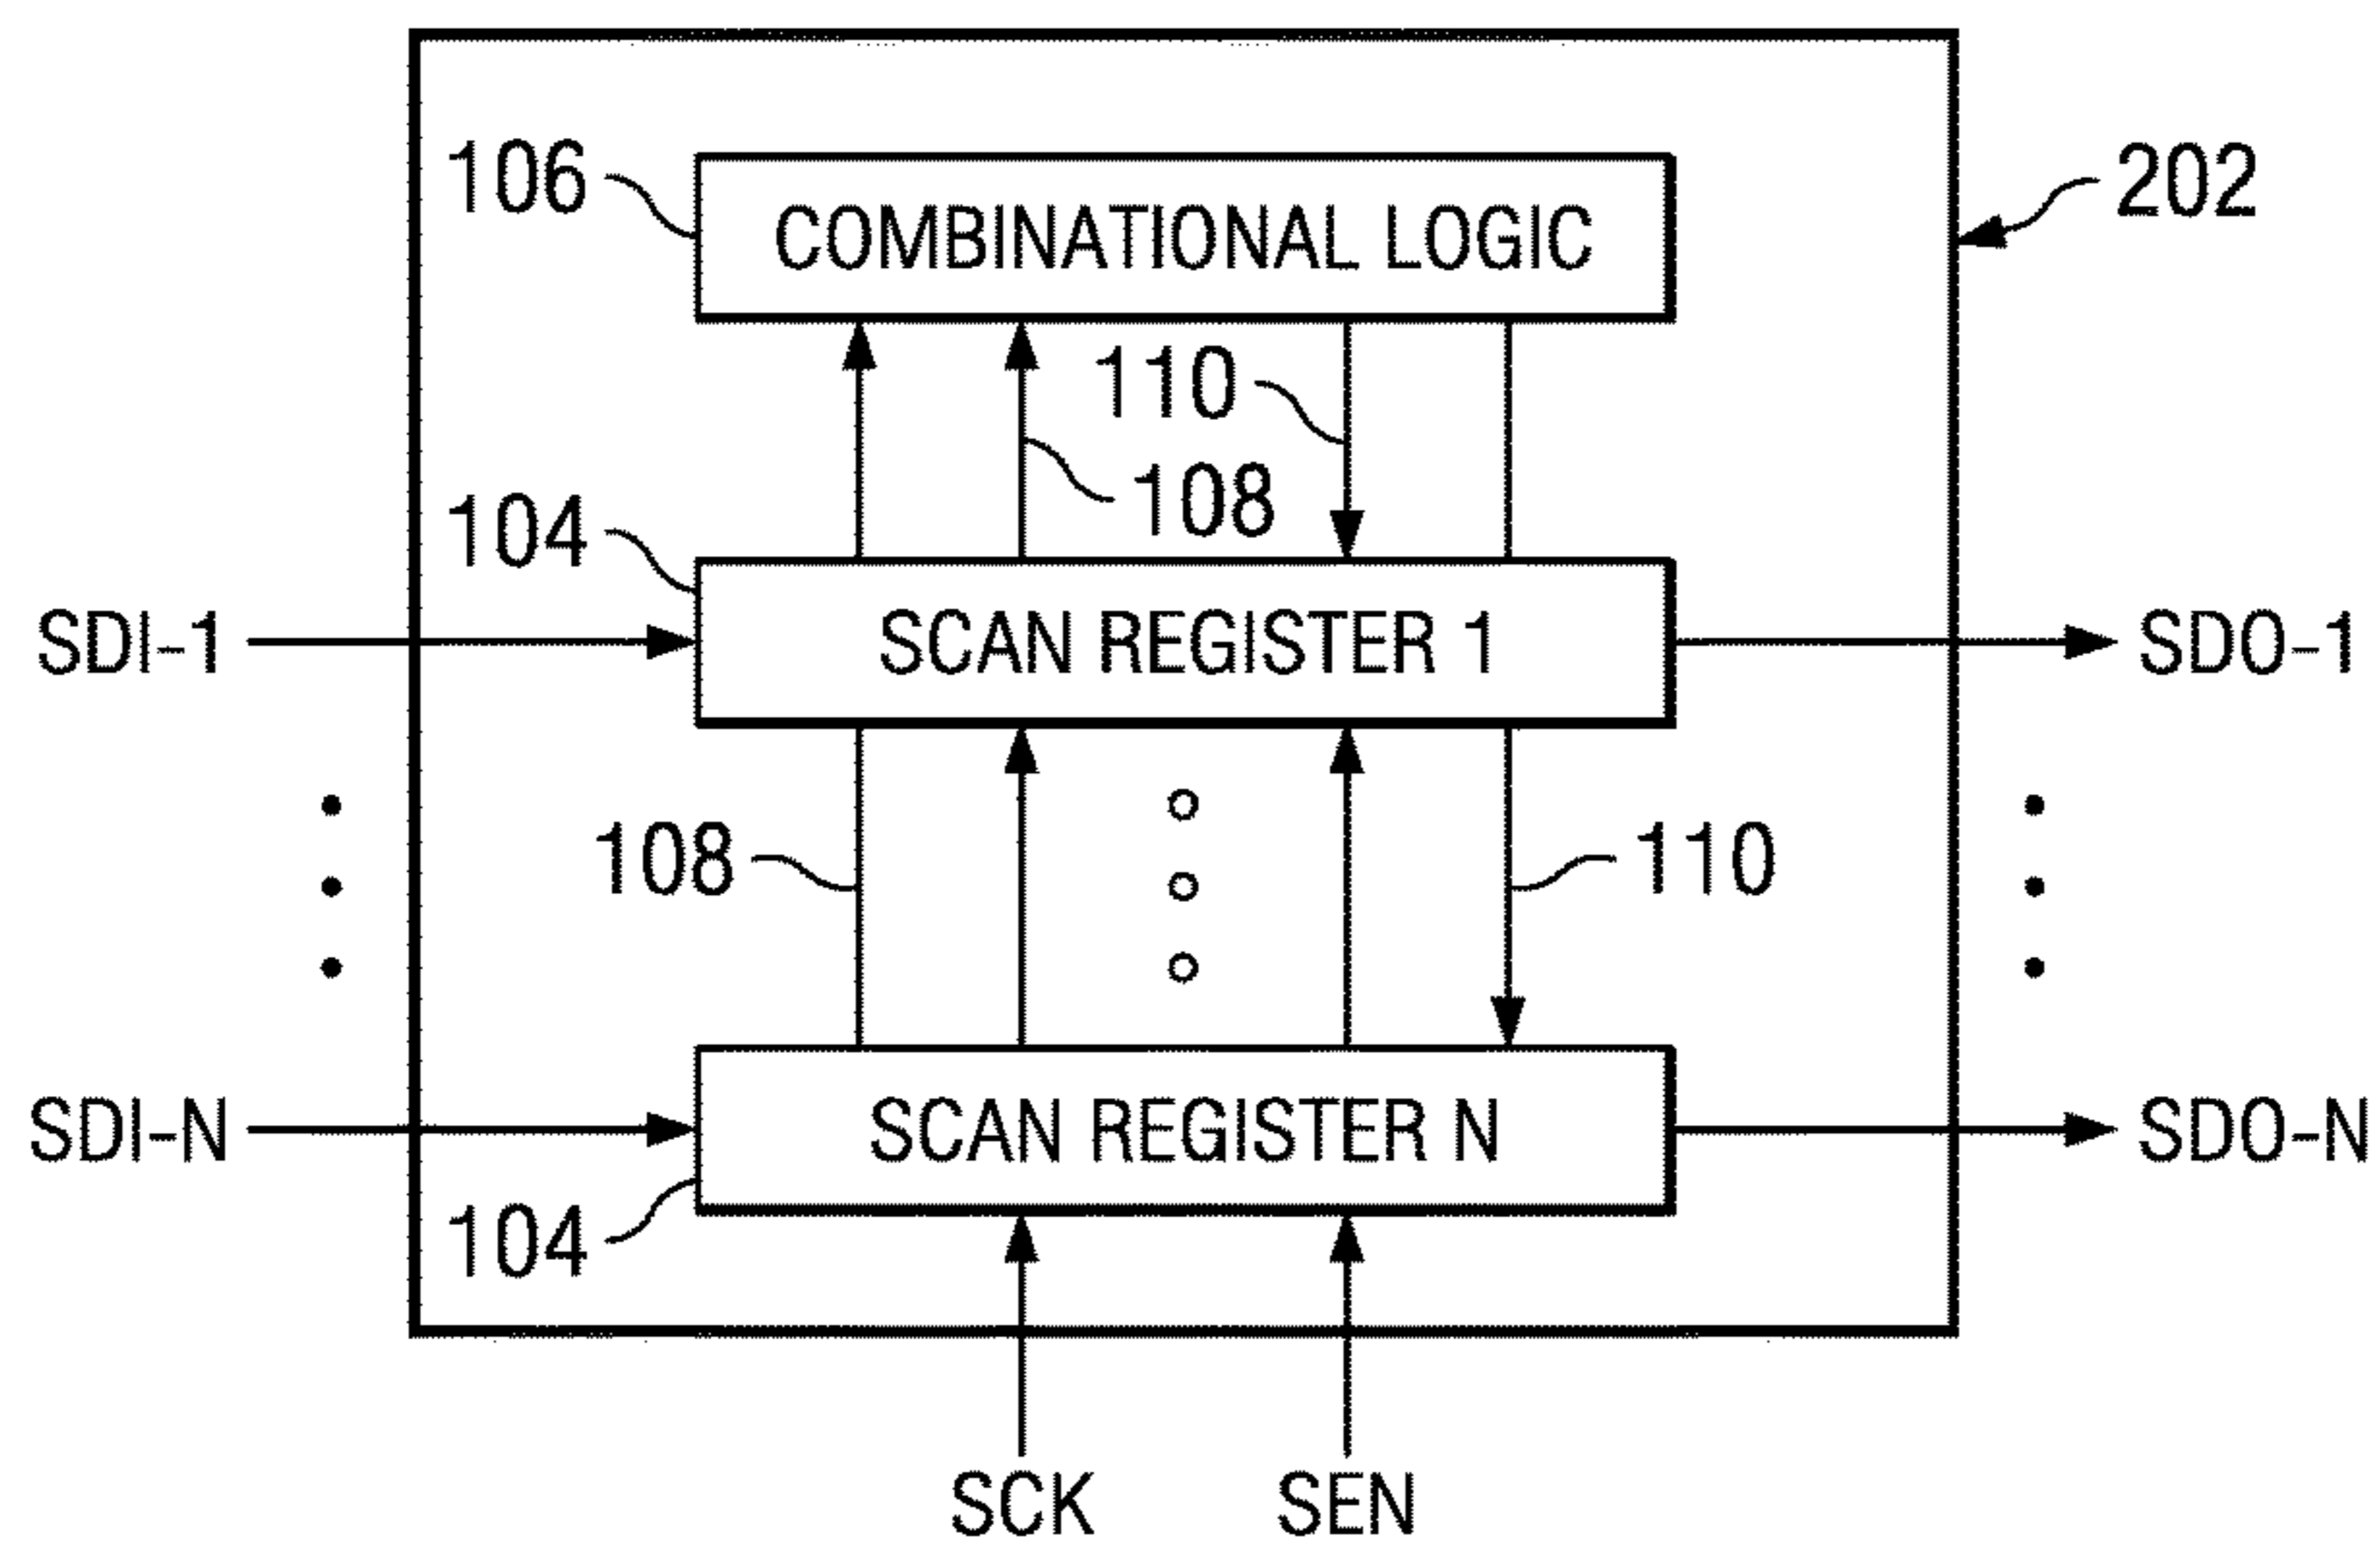 106
COMBINATIONAL LOGIC
202
110
108
104
SDI-1
SCAN REGISTER 1
SDO-1
108
110
SDI-N
SCAN REGISTER N
SDO-N
104
SCK
SEN